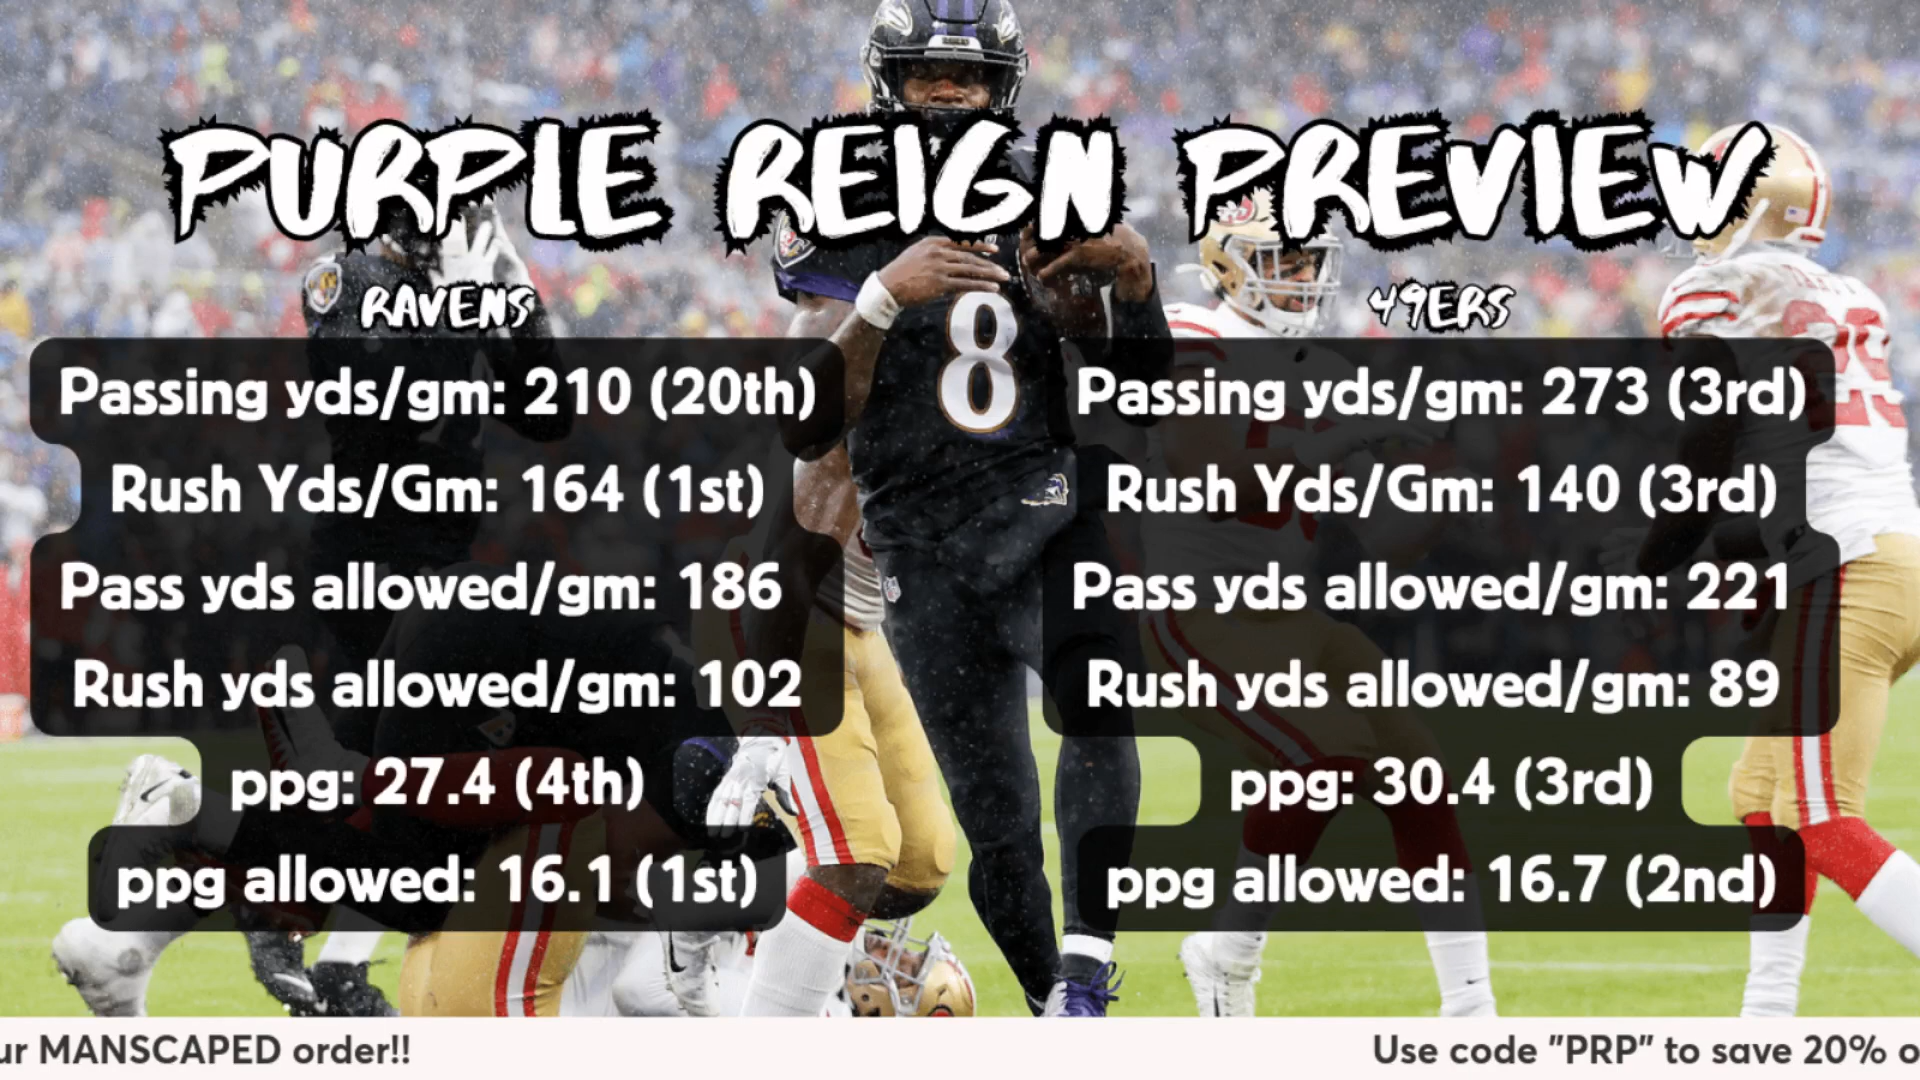 PURPLE REIGN PREVIEW
RAVENS
Passing yds/gm: 210 (20th)
Rush Yds/Gm: 164 (1st)
Pass yds allowed/gm: 186
Rush yds allowed/gm: 102
ppg: 27.4 (4th)
ppg allowed: 16.1 (1st)
49ERS
Passing yds/gm: 273 (3rd)
Rush Yds/Gm: 140 (3rd)
Pass yds allowed/gm: 221
Rush yds allowed/gm: 89
ppg: 30.4 (3rd)
ppg allowed: 16.7 (2nd)
8
ur MANSCAPED order!!
Use code "PRP" to save 20% o